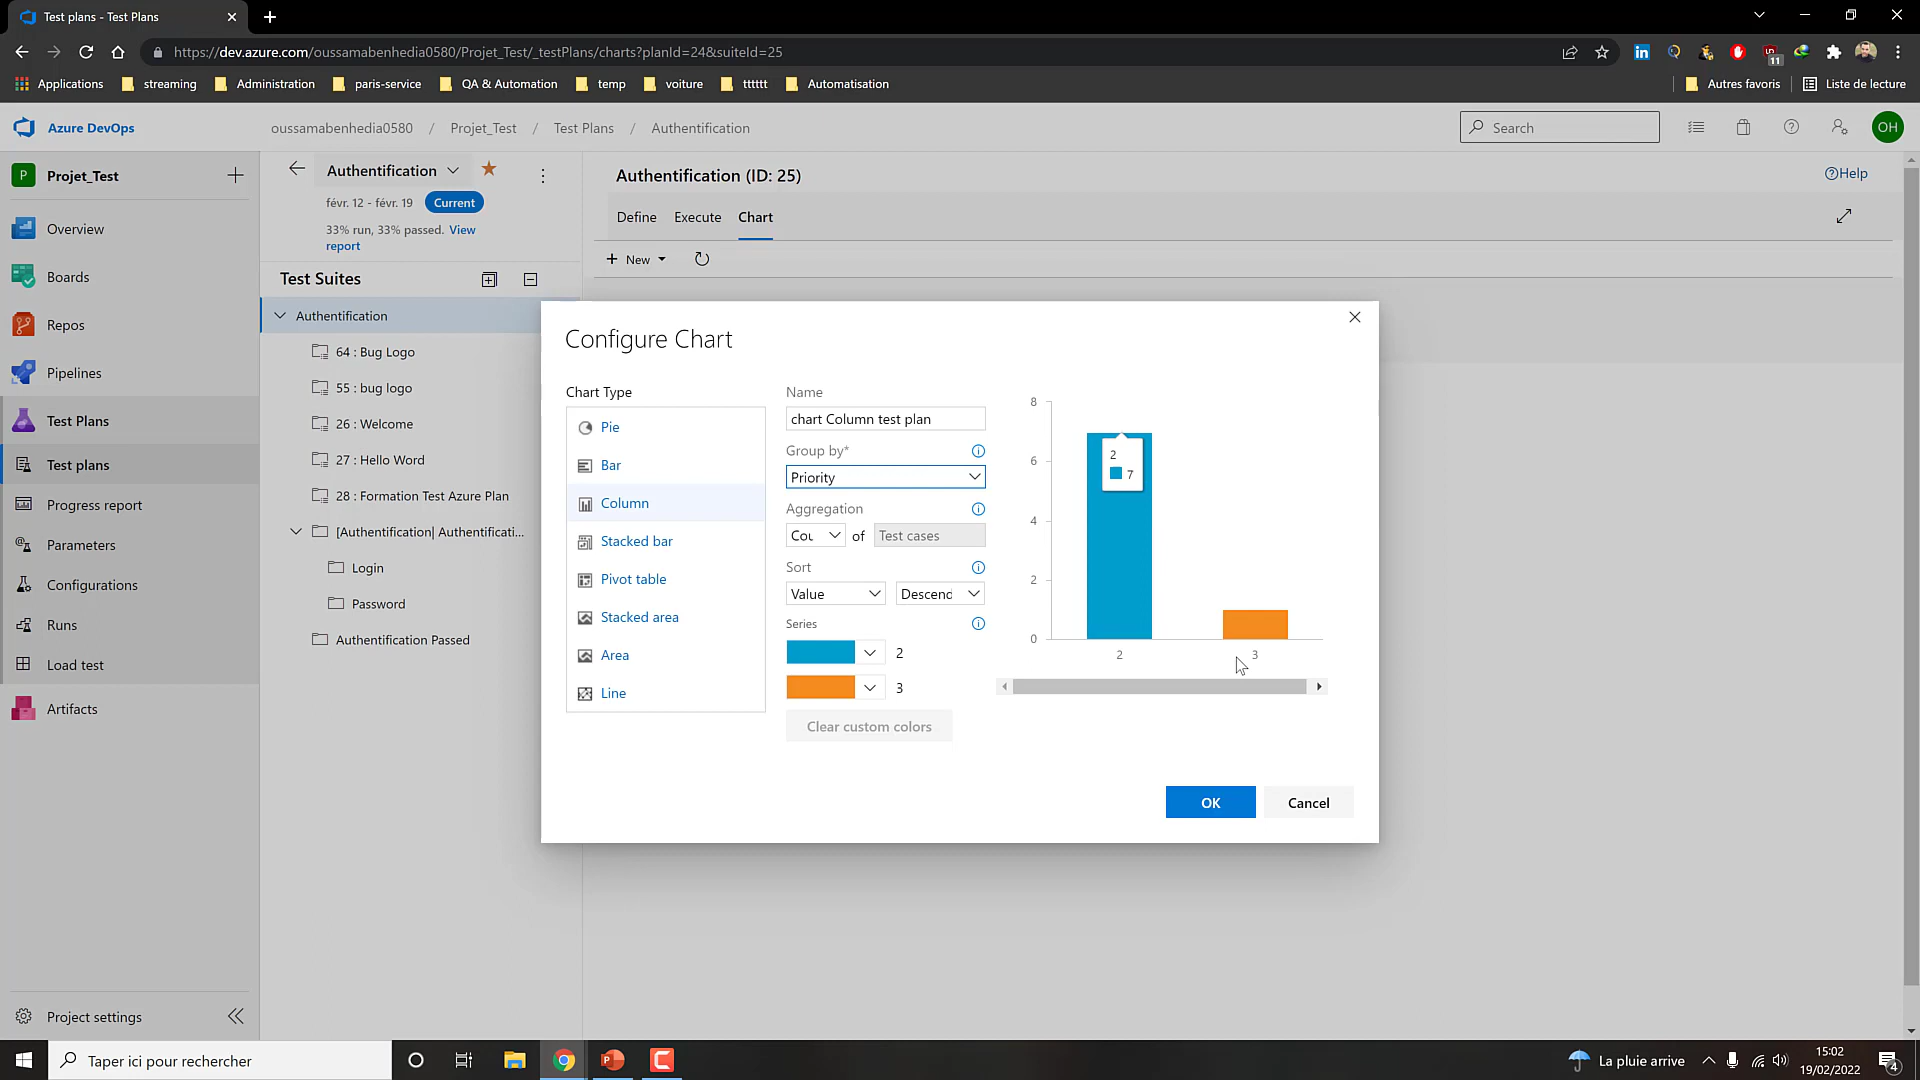 Test plans - Test Plans
https://dev.azure.com/oussamabenhedia0580/Projet_Test/_testPlans/charts?planId=24&suiteId=25
11
Applications
streaming
Administration
paris-service
QA & Automation
temp
voiture
tttttt
Automatisation
Autres favoris
Liste de lecture
Azure DevOps
oussamabenhedia0580 / Projet_Test / Test Plans / Authentification
Search
OH
P
Projet_Test
Overview
Boards
Repos
Pipelines
Test Plans
Test plans
Progress report
Parameters
Configurations
Runs
Load test
Artifacts
Project settings
Authentification
févr. 12 - févr. 19
Current
33% run, 33% passed. View
report
Test Suites
Authentification
64 : Bug Logo
55 : bug logo
26 : Welcome
27 : Hello Word
28 : Formation Test Azure Plan
[Authentification| Authentificati...
Login
Password
Authentification Passed
Authentification (ID: 25)
Help
Define
Execute
Chart
New
Configure Chart
Chart Type
Pie
Bar
Column
Stacked bar
Pivot table
Stacked area
Area
Line
Name
chart Column test plan
Group by*
Priority
Aggregation
Cou
of
Test cases
Sort
Value
Descend
Series
2
3
Clear custom colors
8
6
4
2
0
2
7
2
3
OK
Cancel
Taper ici pour rechercher
La pluie arrive
15:02
19/02/2022
4